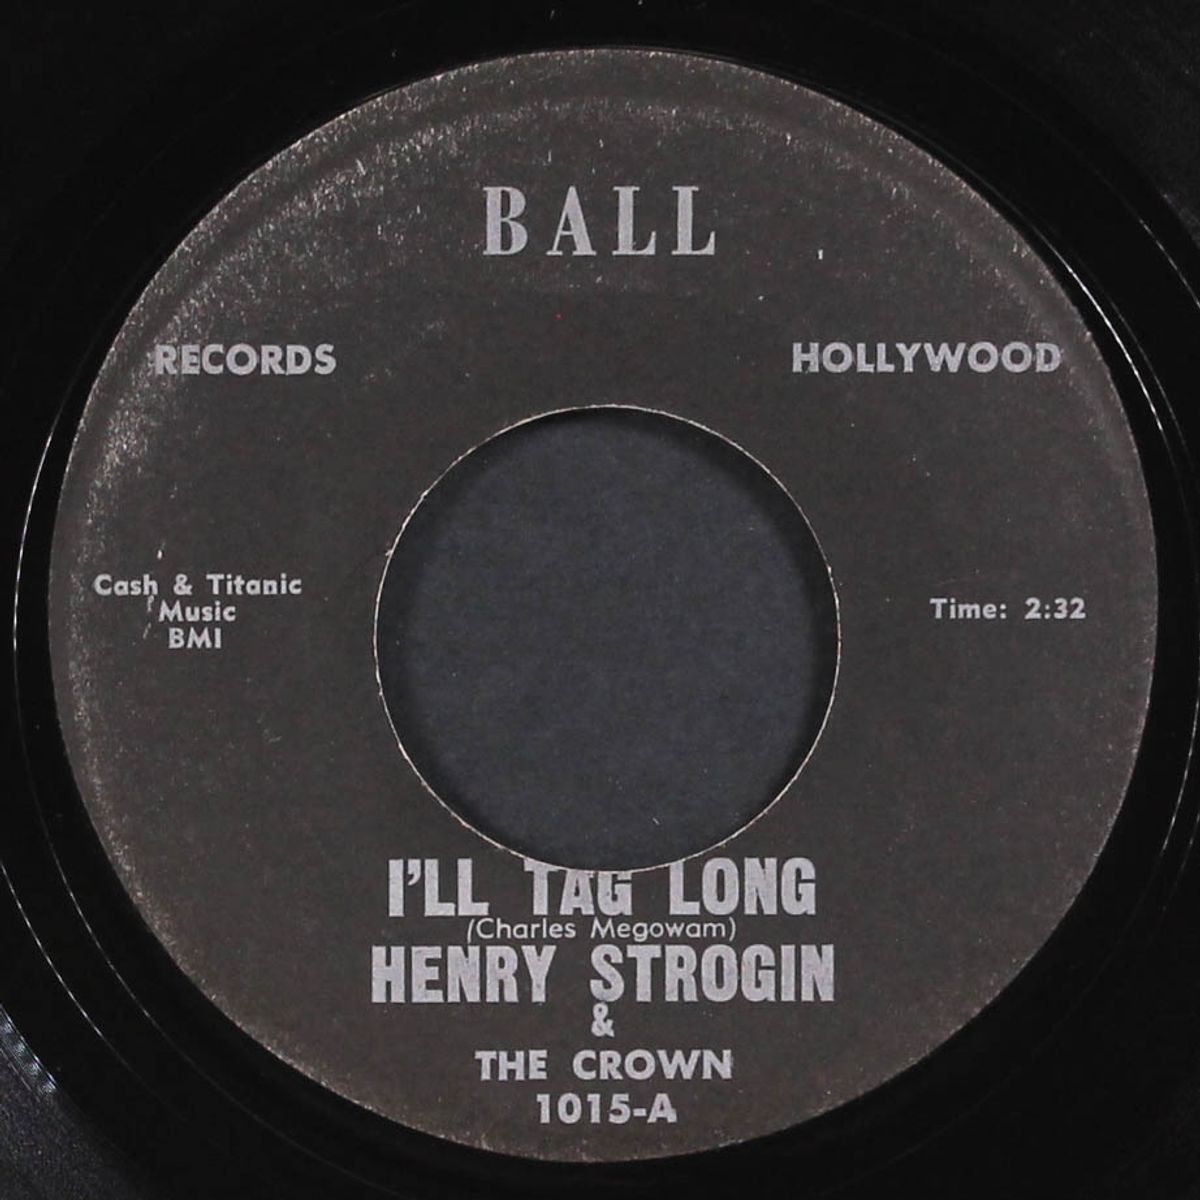 BALL
RECORDS HOLLYWOOD
Cash & Titanic
Music
BMI
Time: 2:32
I'LL TAG LONG
(Charles Megowam)
HENRY STROGIN
&
THE CROWN
1015-A